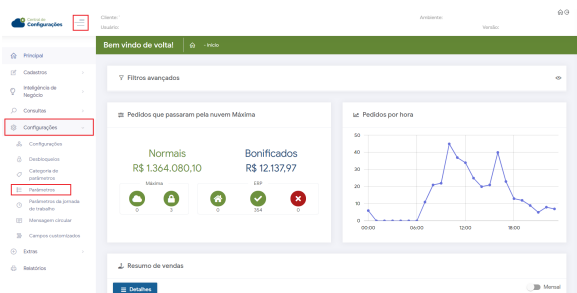 Central de
Configurações
Cliente:
Usuário:
Ambiente:
Versão:
Bem vindo de volta!
› Início
Principal
Cadastros
Inteligência de
Negócio
Consultas
Configurações
Configurações
Desbloqueios
Categoria de
parâmetros
Parâmetros
Parâmetros da jornada
de trabalho
Mensagem circular
Campos customizados
Extras
Relatórios
Filtros avançados
Pedidos que passaram pela nuvem Máxima
Normais
Bonificados
R$ 1.364.080,10
R$ 12.137,97
Máxima
ERP
0
3
0
364
0
Pedidos por hora
50
40
30
20
10
0
00:00
06:00
12:00
18:00
Resumo de vendas
Detalhes
Mensal